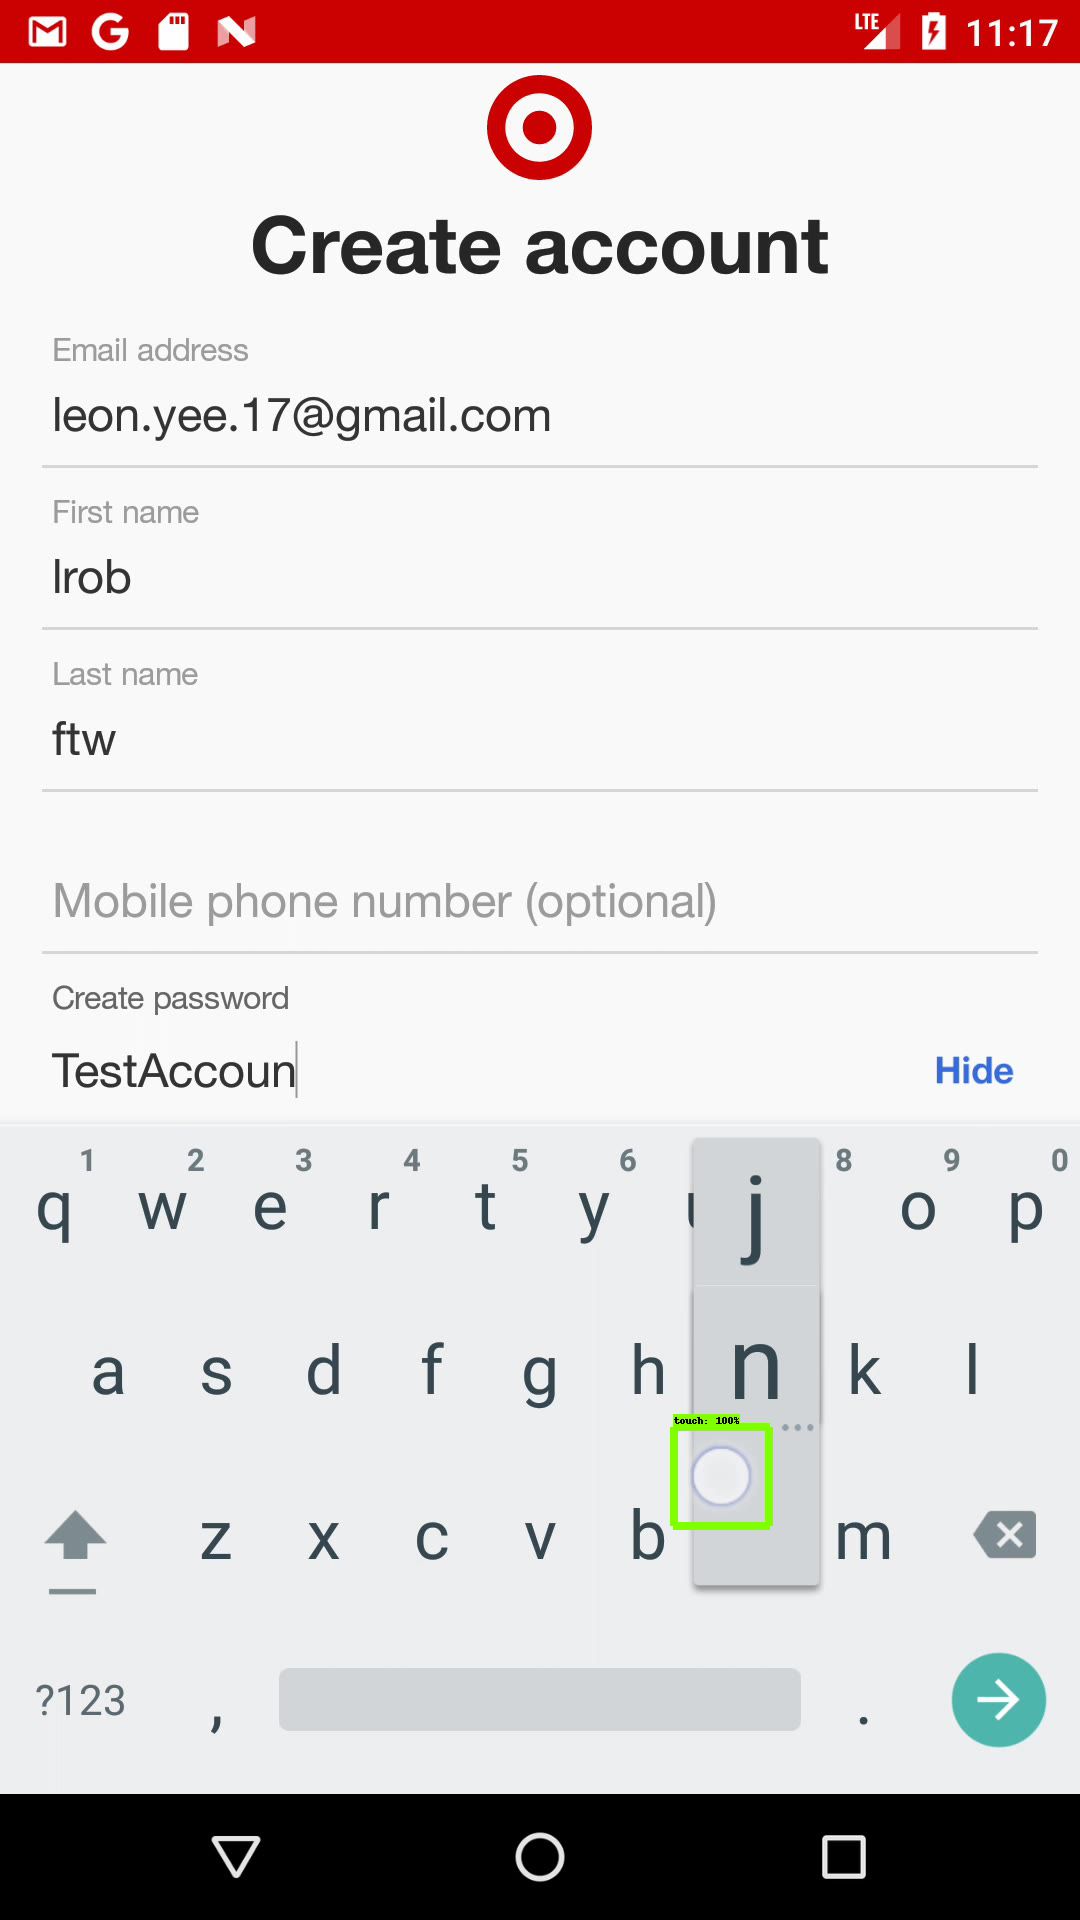 LTE 11:17
Create account
Email address
leon.yee.17@gmail.com
First name
lrob
Last name
ftw
Mobile phone number (optional)
Create password
TestAccoun Hide
1 2 3 4 5 6 8 9 0
q w e r t y j o p
a s d f g h n k l
touch: 100%
z x c v b m
?123 , .